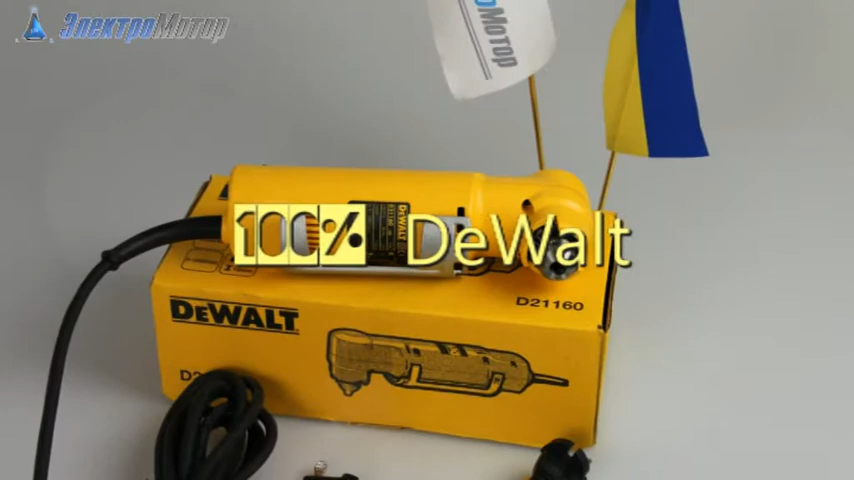 ЭлектроМотор
Мотор
100% DeWalt
DEWALT
D21160
DEWALT